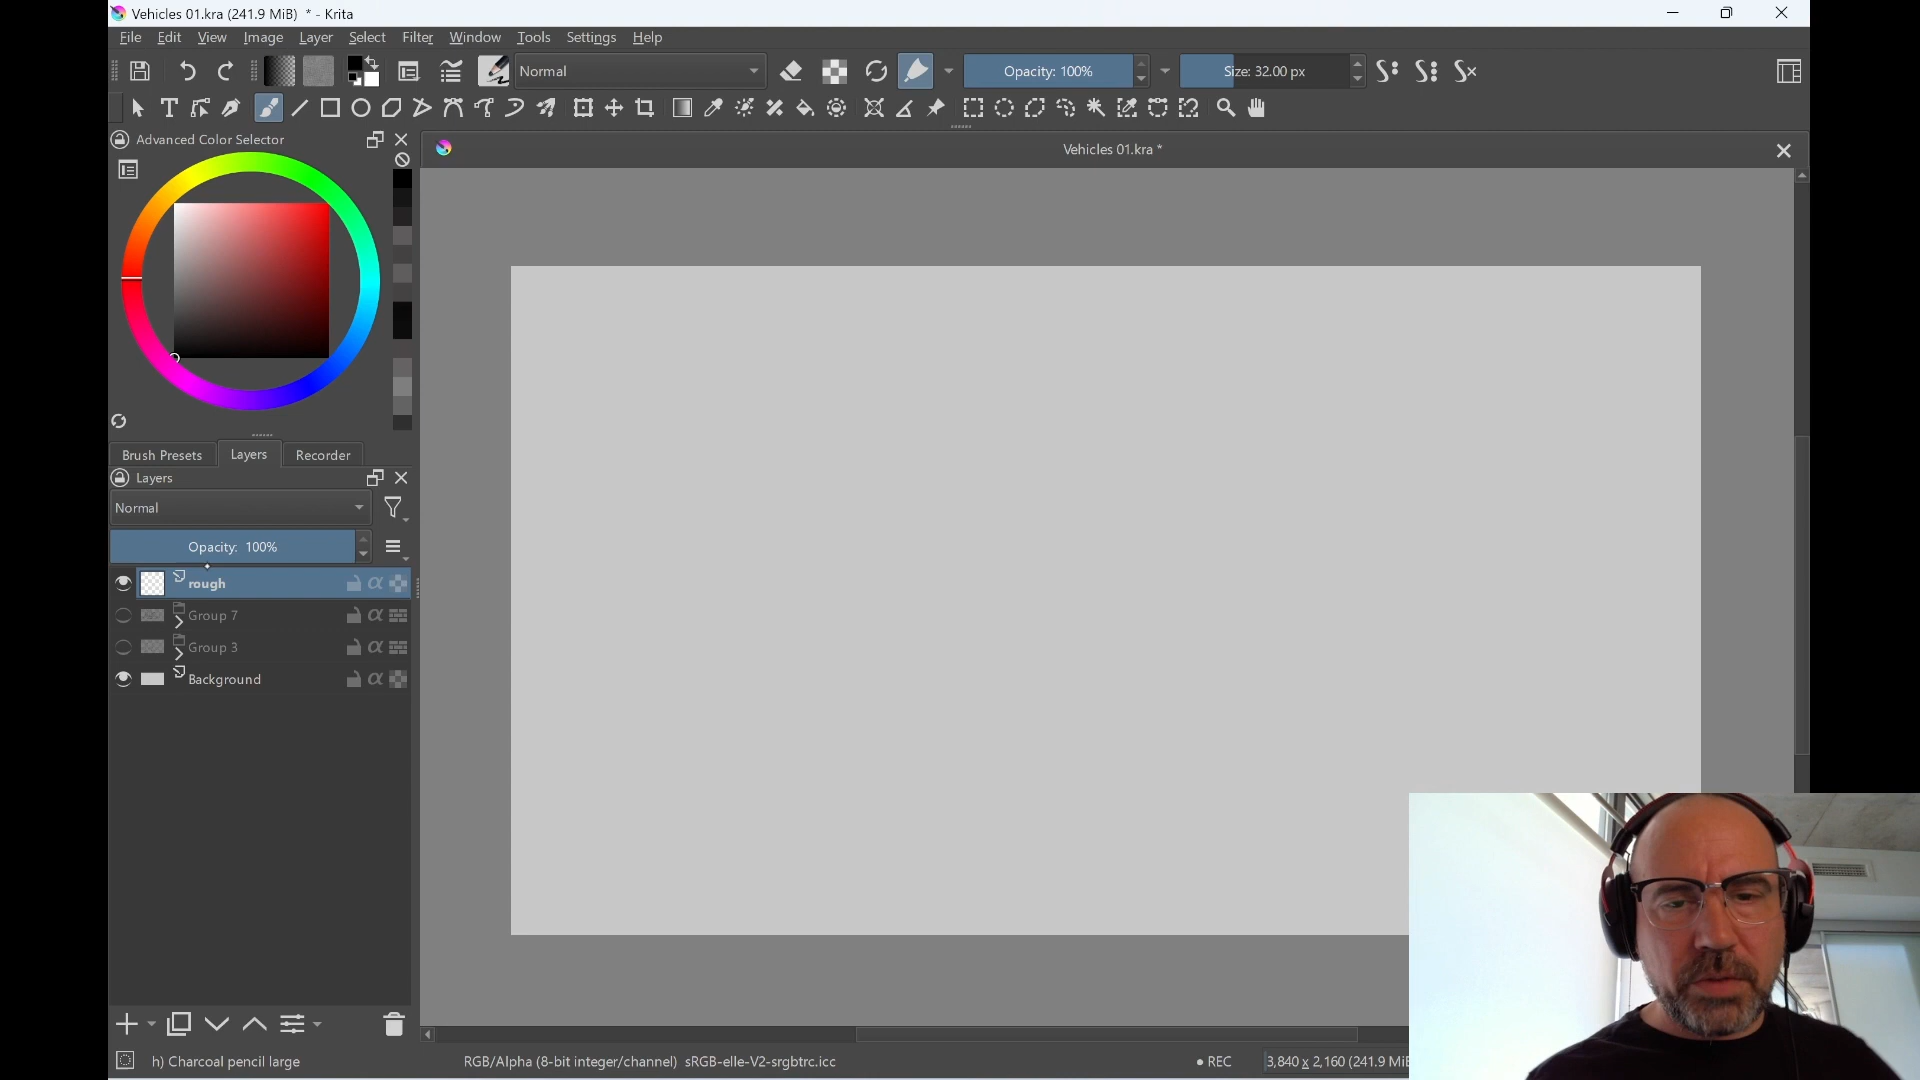 Vehicles 01.kra (241.9 MiB) * - Krita
File Edit View Image Layer Select Filter Window Tools Settings Help
Normal Opacity: 100% Size: 32.00 px
Advanced Color Selector
Vehicles 01.kra *
Brush Presets Layers Recorder
Layers
Normal
Opacity: 100%
rough
Group 7
Group 3
Background
h) Charcoal pencil large RGB/Alpha (8-bit integer/channel) sRGB-elle-V2-srgbtrc.icc • REC 3,840 x 2,160 (241.9 MiB